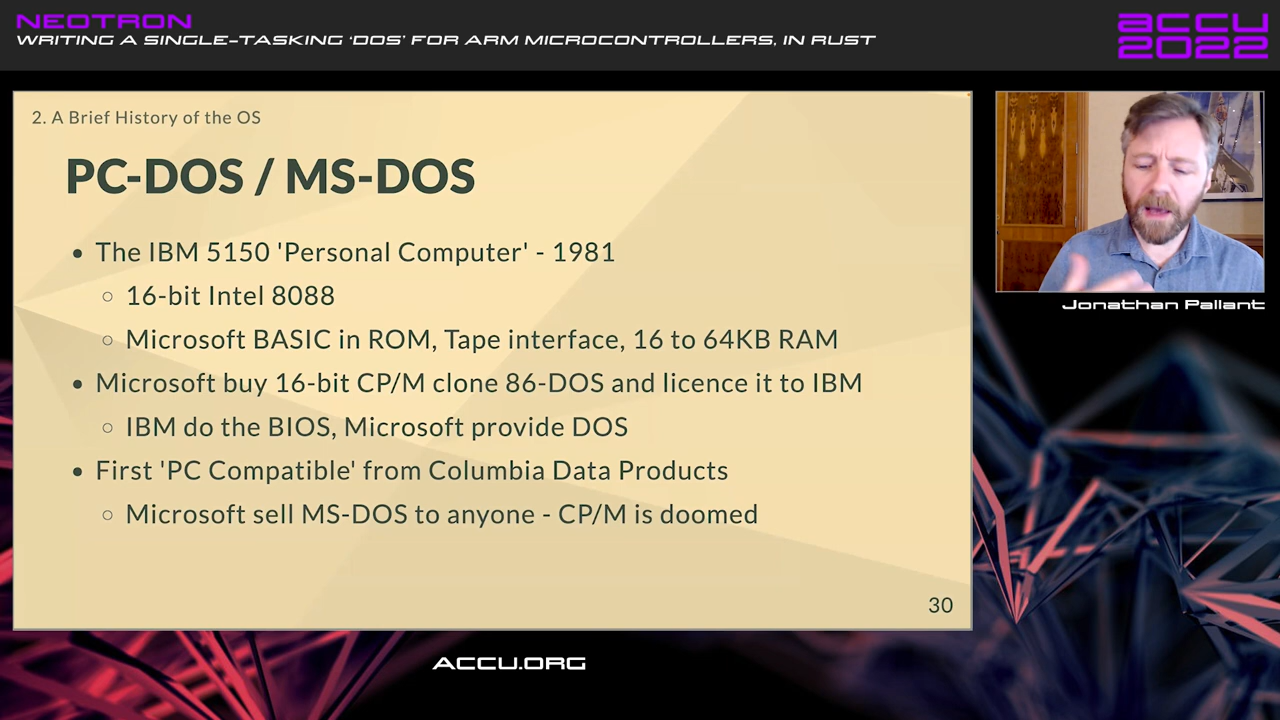 NEOTRON
WRITING A SINGLE-TASKING 'DOS' FOR ARM MICROCONTROLLERS, IN RUST
ACCU
2022
2. A Brief History of the OS
PC-DOS / MS-DOS
• The IBM 5150 'Personal Computer' - 1981
○ 16-bit Intel 8088
○ Microsoft BASIC in ROM, Tape interface, 16 to 64KB RAM
• Microsoft buy 16-bit CP/M clone 86-DOS and licence it to IBM
○ IBM do the BIOS, Microsoft provide DOS
• First 'PC Compatible' from Columbia Data Products
○ Microsoft sell MS-DOS to anyone - CP/M is doomed
30
Jonathan Pallant
ACCU.ORG